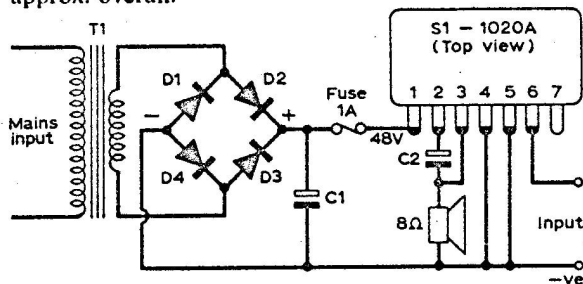 approx. overall.
T1
S1 – 1020A
(Top view)
D1
D2
Fuse
1A
1 2 3 4 5 6 7
Mains
input
–
+
48V
C2
D4
D3
C1
8Ω
Input
–ve